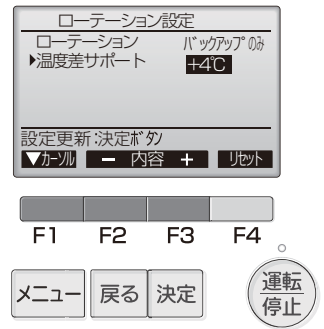 ローテーション設定
ローテーション ﾊﾞｯｸｱｯﾌﾟのみ
▶温度差サポート +4℃
設定更新:決定ﾎﾞﾀﾝ
▼ｶｰｿﾙ － 内容 ＋ ﾘｾｯﾄ
F1 F2 F3 F4
メニュー 戻る 決定 運転
停止